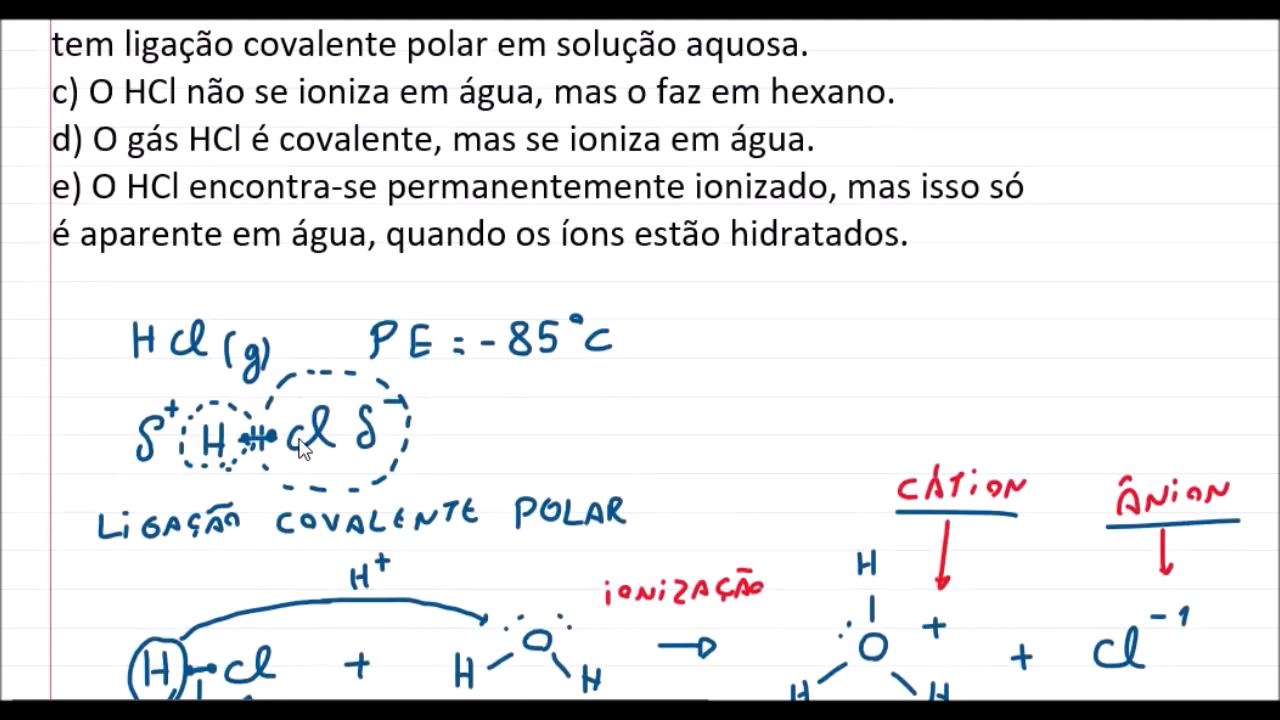 tem ligação covalente polar em solução aquosa.
c) O HCl não se ioniza em água, mas o faz em hexano.
d) O gás HCl é covalente, mas se ioniza em água.
e) O HCl encontra-se permanentemente ionizado, mas isso só
é aparente em água, quando os íons estão hidratados.
HCl(g) PE = -85°C
δ+ H Cl δ-
LIGAÇÃO COVALENTE POLAR
CÁTION ÂNION
H+ IONIZAÇÃO H
H-Cl + H O H → H O H + + Cl -1